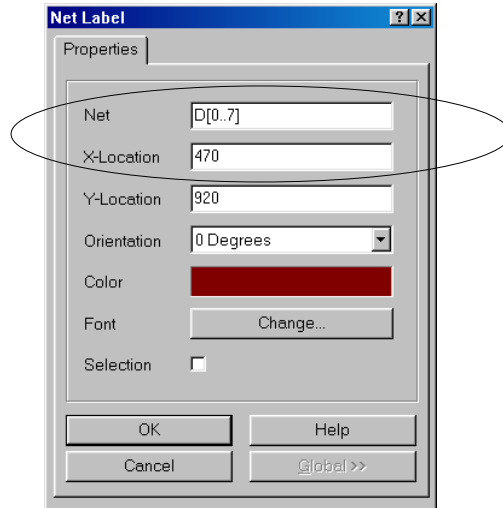 Net Label
Properties
Net D[0..7]
X-Location 470
Y-Location 920
Orientation 0 Degrees
Color
Font Change...
Selection
OK Help
Cancel Global >>